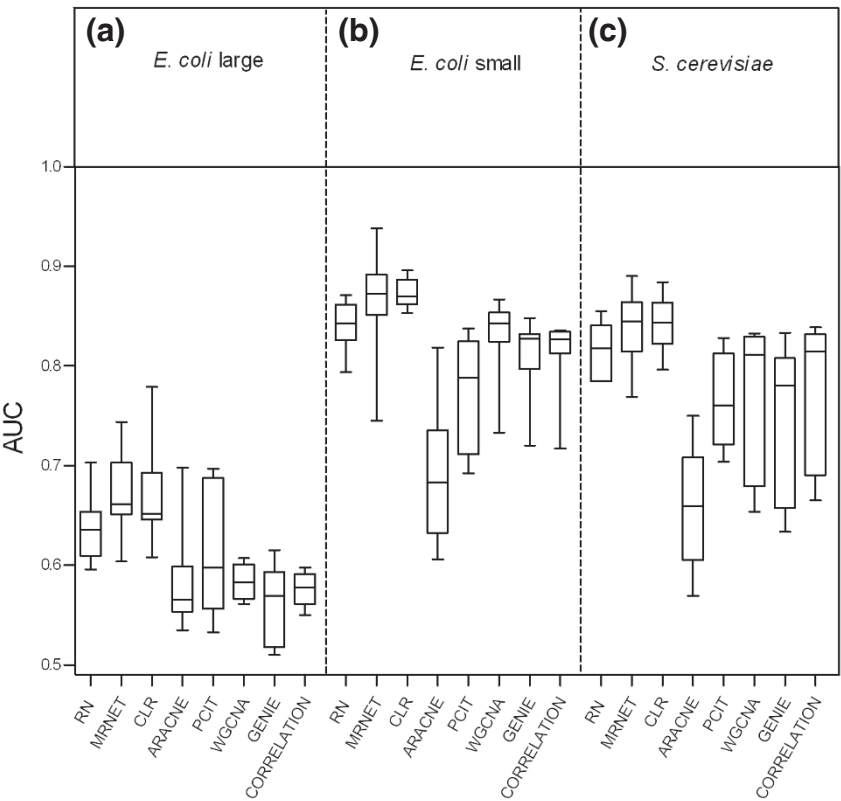 (a) (b) (c)
E. coli large E. coli small S. cerevisiae
1.0
0.9
0.8
0.7
0.6
0.5
AUC
RN MRNET CLR ARACNE PCIT WGCNA GENIE CORRELATION RN MRNET CLR ARACNE PCIT WGCNA GENIE CORRELATION RN MRNET CLR ARACNE PCIT WGCNA GENIE CORRELATION